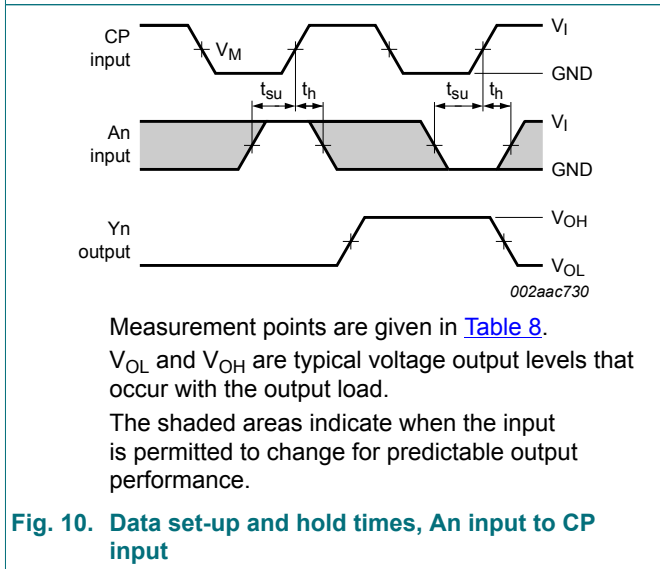 CP
input
V_M
V_I
GND
t_su
t_h
t_su
t_h
An
input
V_I
GND
Yn
output
V_OH
V_OL
002aac730
Measurement points are given in Table 8.
V_OL and V_OH are typical voltage output levels that
occur with the output load.
The shaded areas indicate when the input
is permitted to change for predictable output
performance.
Fig. 10. Data set-up and hold times, An input to CP
input